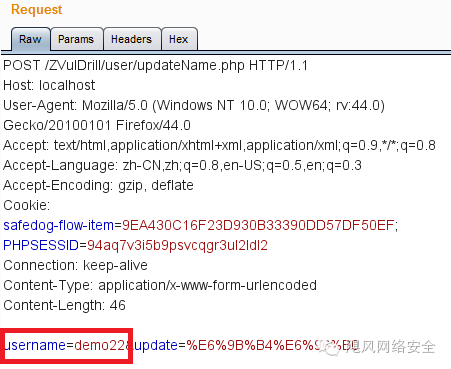 Request
Raw Params Headers Hex
POST /ZVulDrill/user/updateName.php HTTP/1.1
Host: localhost
User-Agent: Mozilla/5.0 (Windows NT 10.0; WOW64; rv:44.0)
Gecko/20100101 Firefox/44.0
Accept: text/html,application/xhtml+xml,application/xml;q=0.9,*/*;q=0.8
Accept-Language: zh-CN,zh;q=0.8,en-US;q=0.5,en;q=0.3
Accept-Encoding: gzip, deflate
Cookie:
safedog-flow-item=9EA430C16F23D930B33390DD57DF50EF;
PHPSESSID=94aq7v3i5b9psvcqgr3ul2ldl2
Connection: keep-alive
Content-Type: application/x-www-form-urlencoded
Content-Length: 46
username=demo22&update=%E6%9B%B4%E6%
飓风网络安全